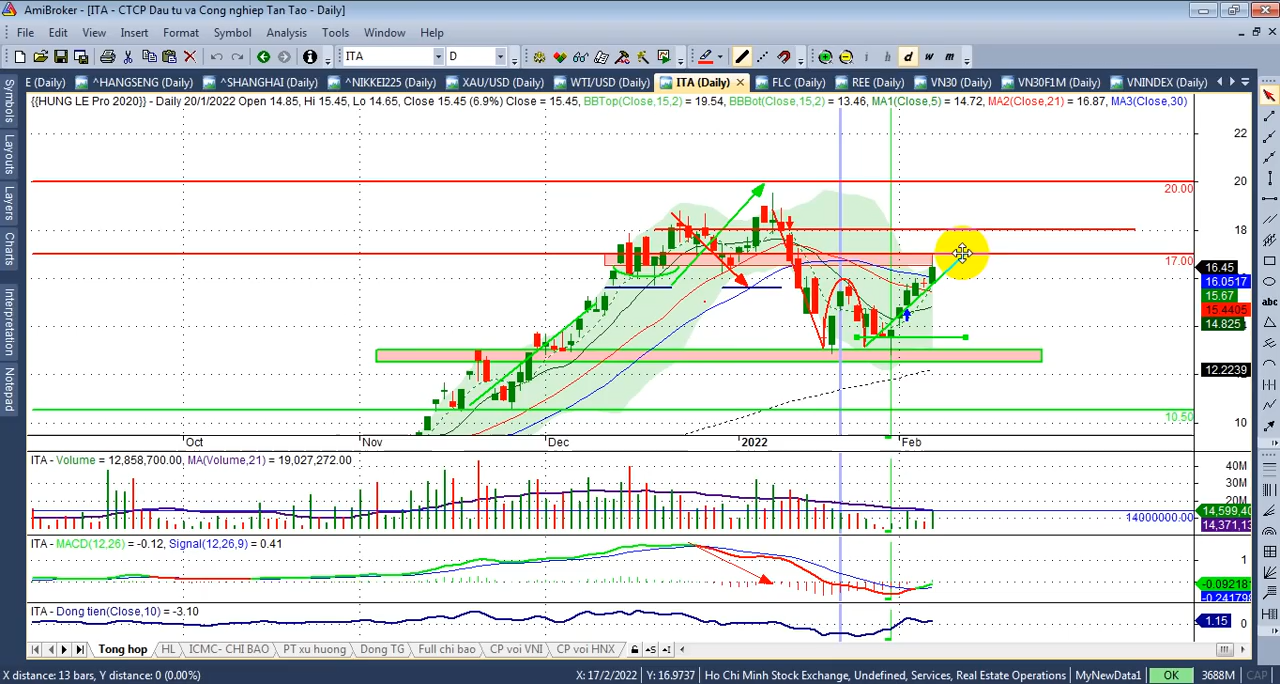 AmiBroker - [ITA - CTCP Dau tu va Cong nghiep Tan Tao - Daily]
File Edit View Insert Format Symbol Analysis Tools Window Help
ITA D i h d w m
E (Daily) ^HANGSENG (Daily) ^SHANGHAI (Daily) ^NIKKEI225 (Daily) XAU/USD (Daily) WTI/USD (Daily) ITA (Daily) FLC (Daily) REE (Daily) VN30 (Daily) VN30F1M (Daily) VNINDEX (Daily)
{{HUNG LE Pro 2020}} - Daily 20/1/2022 Open 14.85, Hi 15.45, Lo 14.65, Close 15.45 (6.9%) Close = 15.45, BBTop(Close,15,2) = 19.54, BBBot(Close,15,2) = 13.46, MA1(Close,5) = 14.72, MA2(Close,21) = 16.87, MA3(Close,30)
Symbols
Layouts
Layers
Charts
Interpretation
Notepad
abc
22
20
20.00
18
17.00
16.45
16.0517
15.67
15.4405
14.825
12.2239
10.50
10
Oct Nov Dec 2022 Feb
ITA - Volume = 12,858,700.00, MA(Volume,21) = 19,027,272.00
40M
30M
20M
14000000.00
14,599,40
14,371,13
ITA - MACD(12,26) = -0.12, Signal(12,26,9) = 0.41
1
-0.09218
-0.241798
ITA - Dong tien(Close,10) = -3.10
1.15
0
Tong hop HL ICMC- CHI BAO PT xu huong Dong TG Full chi bao CP voi VNI CP voi HNX
X distance: 13 bars, Y distance: 0 (0.00%) X: 17/2/2022 Y: 16.9737 Ho Chi Minh Stock Exchange, Undefined, Services, Real Estate Operations MyNewData1 OK 3688M CAP